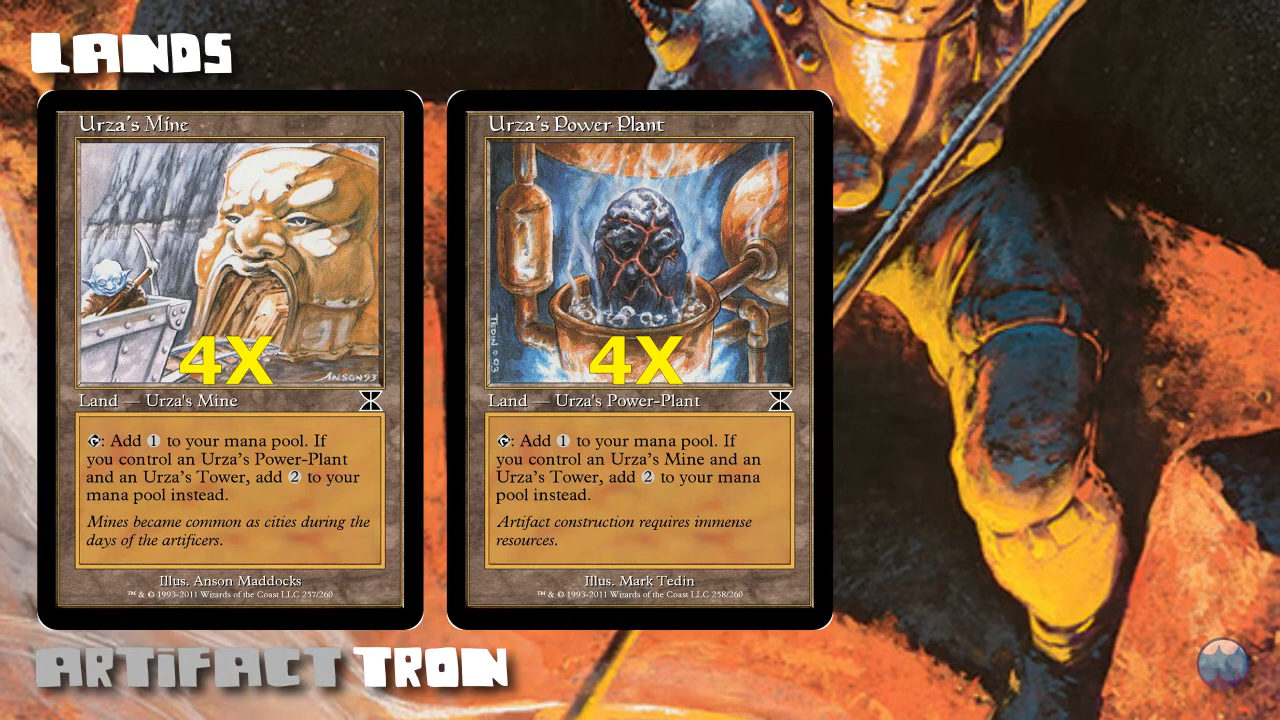 LANDS
Urza's Mine
4X
ANSON93
Land — Urza's Mine
: Add 1 to your mana pool. If
you control an Urza's Power-Plant
and an Urza's Tower, add 2 to your
mana pool instead.
Mines became common as cities during the
days of the artificers.
Illus. Anson Maddocks
™ & © 1993-2011 Wizards of the Coast LLC 257/260
Urza's Power Plant
TEDIN © 93
4X
Land — Urza's Power-Plant
: Add 1 to your mana pool. If
you control an Urza's Mine and an
Urza's Tower, add 2 to your mana
pool instead.
Artifact construction requires immense
resources.
Illus. Mark Tedin
™ & © 1993-2011 Wizards of the Coast LLC 258/260
ARTiFACT TRON